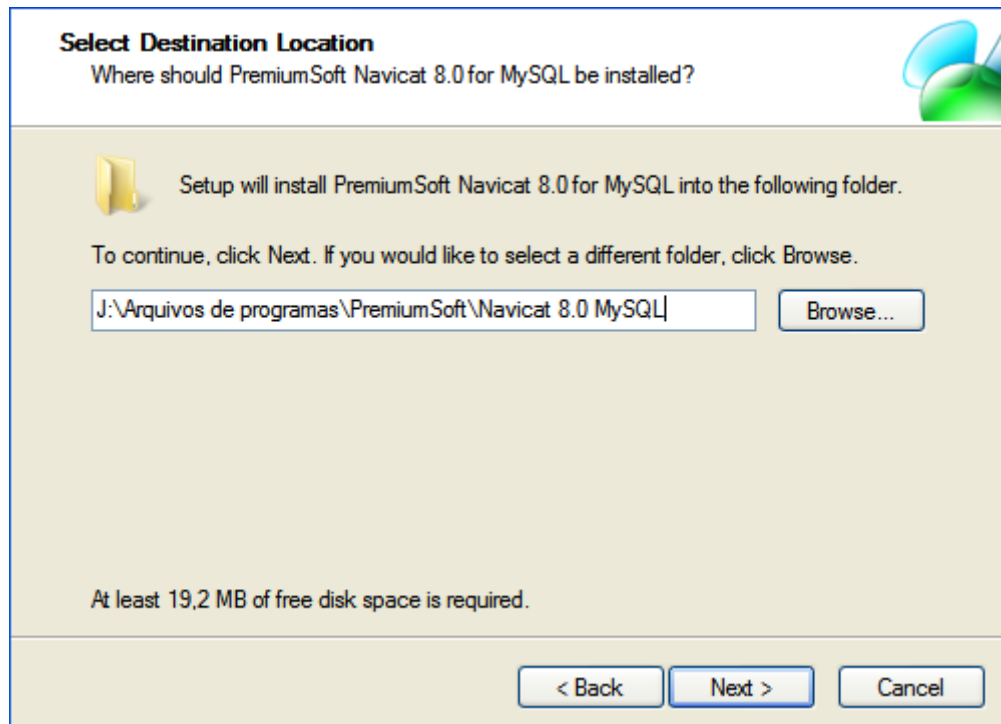 Select Destination Location
Where should PremiumSoft Navicat 8.0 for MySQL be installed?
Setup will install PremiumSoft Navicat 8.0 for MySQL into the following folder.
To continue, click Next. If you would like to select a different folder, click Browse.
J:\Arquivos de programas\PremiumSoft\Navicat 8.0 MySQL
Browse...
At least 19,2 MB of free disk space is required.
< Back
Next >
Cancel